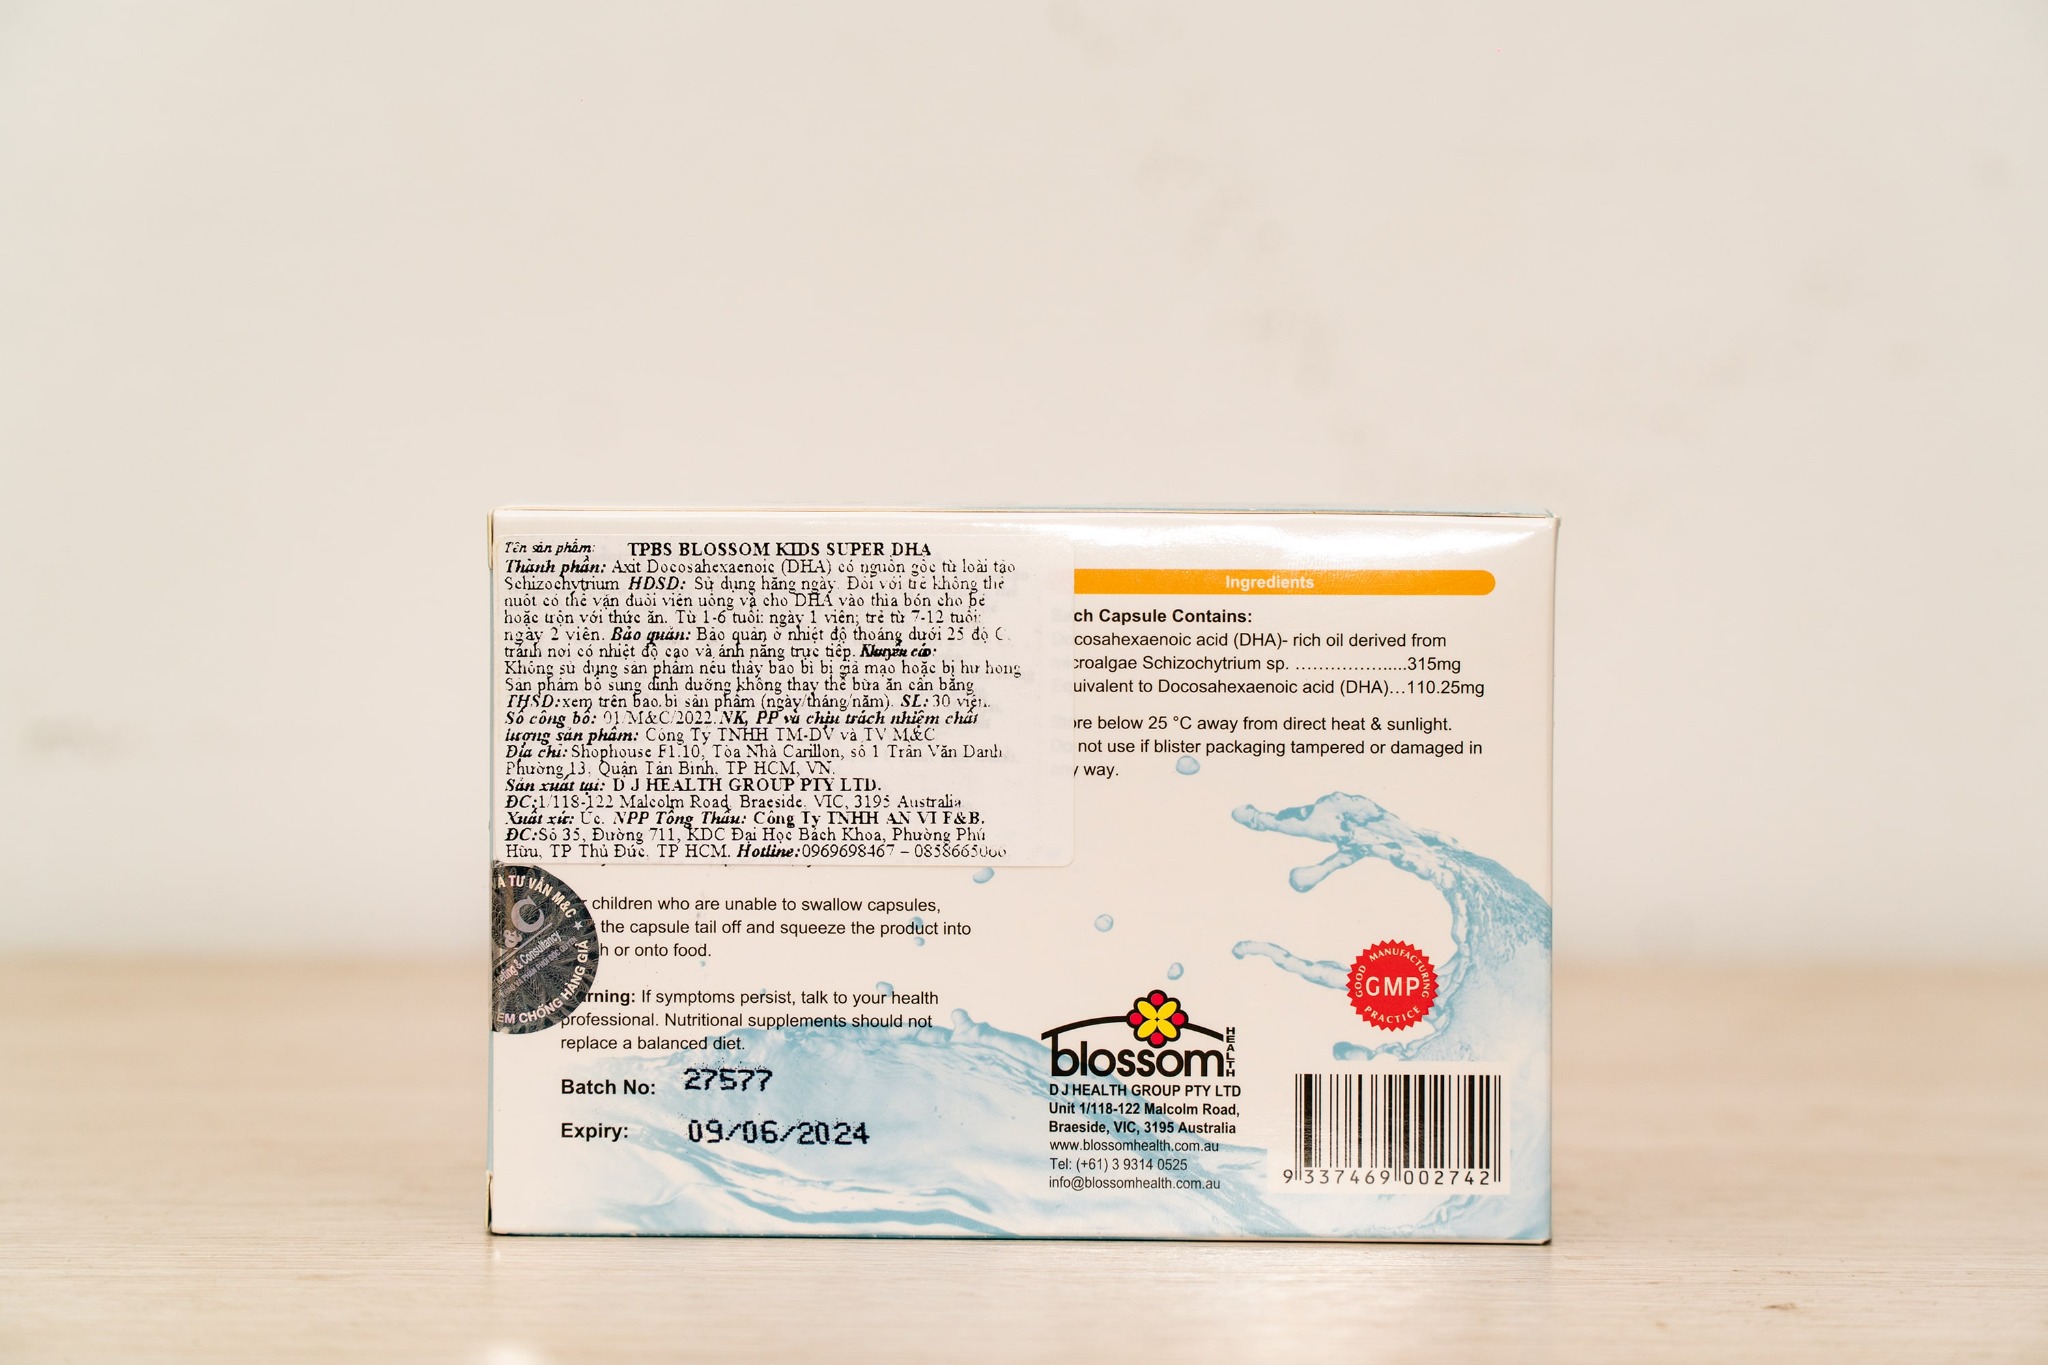 Tên sản phẩm: TPBS BLOSSOM KIDS SUPER DHA
Thành phần: Axit Docosahexaenoic (DHA) có nguồn gốc từ loài tảo
Schizochytrium HDSD: Sử dụng hằng ngày. Đối với trẻ không thể
nuốt có thể vặn đuôi viên uống và cho DHA vào thìa bón cho bé
hoặc trộn với thức ăn. Từ 1-6 tuổi: ngày 1 viên; trẻ từ 7-12 tuổi:
ngày 2 viên. Bảo quản: Bảo quản ở nhiệt độ thoáng dưới 25 độ C,
tránh nơi có nhiệt độ cao và ánh nắng trực tiếp. Khuyến cáo:
Không sử dụng sản phẩm nếu thấy bao bì bị giả mạo hoặc bị hư hỏng
Sản phẩm bổ sung dinh dưỡng không thay thế bữa ăn cân bằng
THSD:xem trên bao bì sản phẩm (ngày/tháng/năm). SL: 30 viên.
Số công bố: 01/M&C/2022. NK, PP và chịu trách nhiệm chất
lượng sản phẩm: Công Ty TNHH TM-DV và TV M&C
Địa chỉ: Shophouse F1.10, Tòa Nhà Carillon, số 1 Trần Văn Danh
Phường 13, Quận Tân Bình, TP HCM, VN.
Sản xuất tại: D J HEALTH GROUP PTY LTD.
ĐC:1/118-122 Malcolm Road, Braeside, VIC, 3195 Australia
Xuất xứ: Úc. NPP Tổng Thầu: Công Ty TNHH AN VI F&B.
ĐC:Số 35, Đường 711, KDC Đại Học Bách Khoa, Phường Phú
Hữu, TP Thủ Đức, TP HCM. Hotline:0969698467 – 0858665066
À TƯ VẤN M&C
&C
ting & Consultancy
EM CHỐNG HÀNG GIẢ
children who are unable to swallow capsules,
the capsule tail off and squeeze the product into
h or onto food.
rning: If symptoms persist, talk to your health
professional. Nutritional supplements should not
replace a balanced diet.
Batch No: 27577
Expiry: 09/06/2024
Ingredients
ch Capsule Contains:
cosahexaenoic acid (DHA)- rich oil derived from
croalgae Schizochytrium sp. ....................315mg
uivalent to Docosahexaenoic acid (DHA)...110.25mg
ore below 25 °C away from direct heat & sunlight.
not use if blister packaging tampered or damaged in
y way.
GOOD MANUFACTURING
GMP
PRACTICE
blossom HEALTH
D J HEALTH GROUP PTY LTD
Unit 1/118-122 Malcolm Road,
Braeside, VIC, 3195 Australia
www.blossomhealth.com.au
Tel: (+61) 3 9314 0525
info@blossomhealth.com.au
9 337469 002742